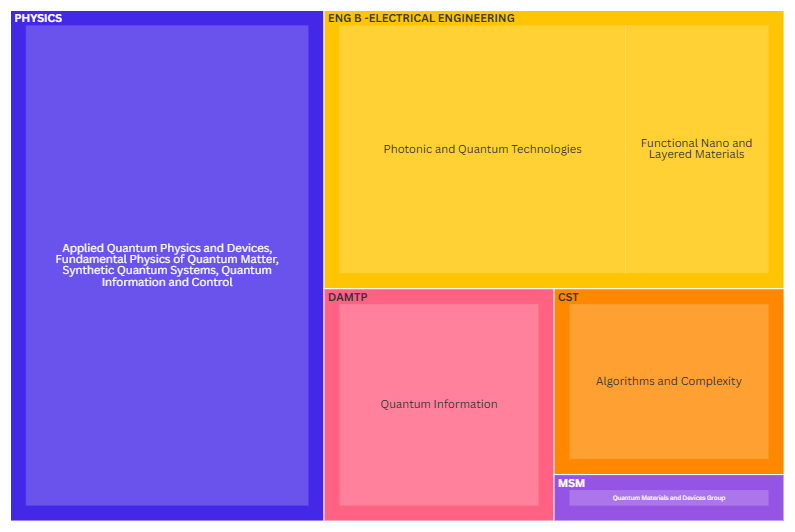 PHYSICS
Applied Quantum Physics and Devices,
Fundamental Physics of Quantum Matter,
Synthetic Quantum Systems, Quantum
Information and Control
ENG B -ELECTRICAL ENGINEERING
Photonic and Quantum Technologies
Functional Nano and
Layered Materials
DAMTP
Quantum Information
CST
Algorithms and Complexity
MSM
Quantum Materials and Devices Group